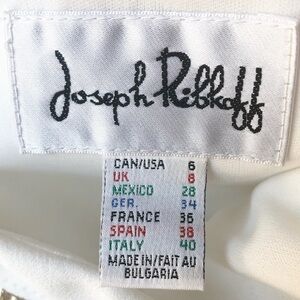 Joseph Ribkoff
CAN/USA 6
UK 8
MEXICO 28
GER. 34
FRANCE 36
SPAIN 38
ITALY 40
MADE IN/FAIT AU
BULGARIA